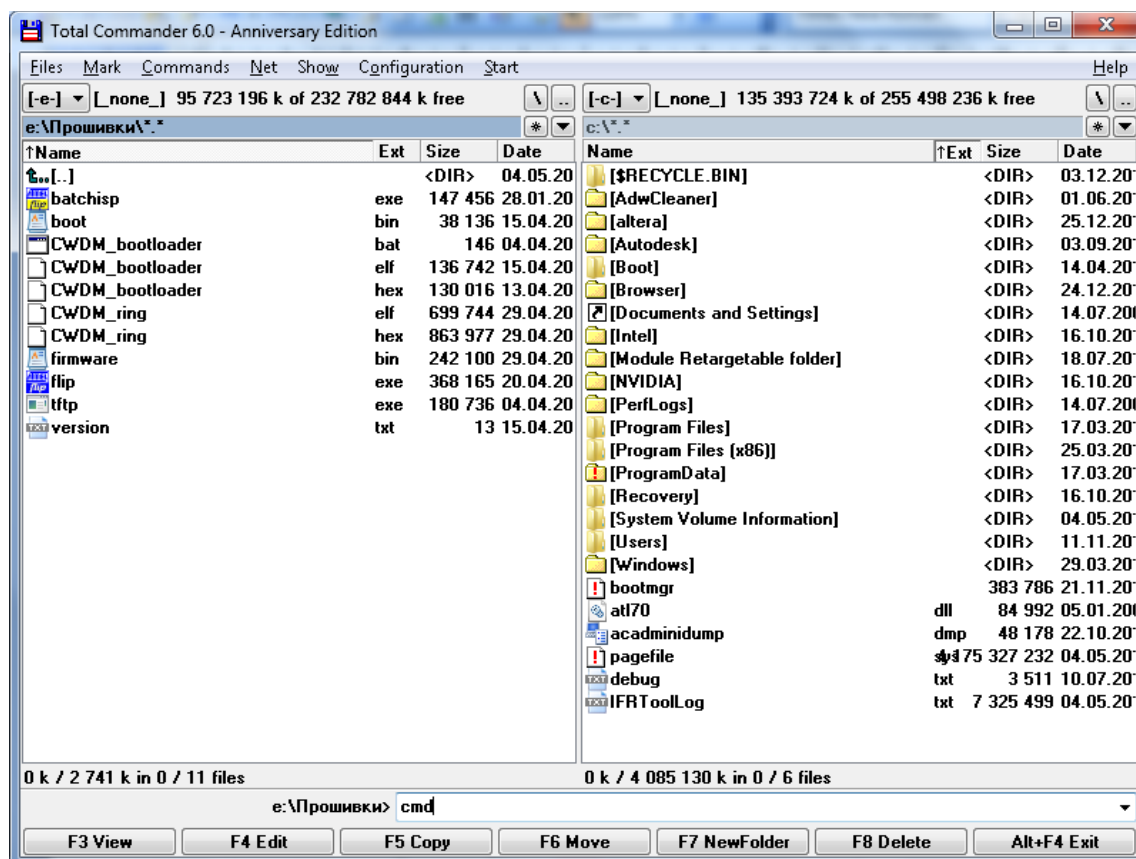 Total Commander 6.0 - Anniversary Edition
Files Mark Commands Net Show Configuration Start Help
[-e-] [_none_] 95 723 196 k of 232 782 844 k free \ ..
[-c-] [_none_] 135 393 724 k of 255 498 236 k free \ ..
e:\Прошивки\*.* *
c:\*.* *
↑Name Ext Size Date
[..] <DIR> 04.05.20
batchisp exe 147 456 28.01.20
boot bin 38 136 15.04.20
CWDM_bootloader bat 146 04.04.20
CWDM_bootloader elf 136 742 15.04.20
CWDM_bootloader hex 130 016 13.04.20
CWDM_ring elf 699 744 29.04.20
CWDM_ring hex 863 977 29.04.20
firmware bin 242 100 29.04.20
flip exe 368 165 20.04.20
tftp exe 180 736 04.04.20
version txt 13 15.04.20
0 k / 2 741 k in 0 / 11 files
Name ↑Ext Size Date
[$RECYCLE.BIN] <DIR> 03.12.20
[AdwCleaner] <DIR> 01.06.20
[altera] <DIR> 25.12.20
[Autodesk] <DIR> 03.09.20
[Boot] <DIR> 14.04.20
[Browser] <DIR> 24.12.20
[Documents and Settings] <DIR> 14.07.200
[Intel] <DIR> 16.10.20
[Module Retargetable folder] <DIR> 18.07.20
[NVIDIA] <DIR> 16.10.20
[PerfLogs] <DIR> 14.07.200
[Program Files] <DIR> 17.03.20
[Program Files (x86)] <DIR> 25.03.20
[ProgramData] <DIR> 17.03.20
[Recovery] <DIR> 16.10.20
[System Volume Information] <DIR> 04.05.20
[Users] <DIR> 11.11.20
[Windows] <DIR> 29.03.20
bootmgr 383 786 21.11.20
atl70 dll 84 992 05.01.200
acadminidump dmp 48 178 22.10.20
pagefile 175 327 232 04.05.20
debug txt 3 511 10.07.20
IFRToolLog txt 7 325 499 04.05.20
0 k / 4 085 130 k in 0 / 6 files
e:\Прошивки> cmd
F3 View F4 Edit F5 Copy F6 Move F7 NewFolder F8 Delete Alt+F4 Exit